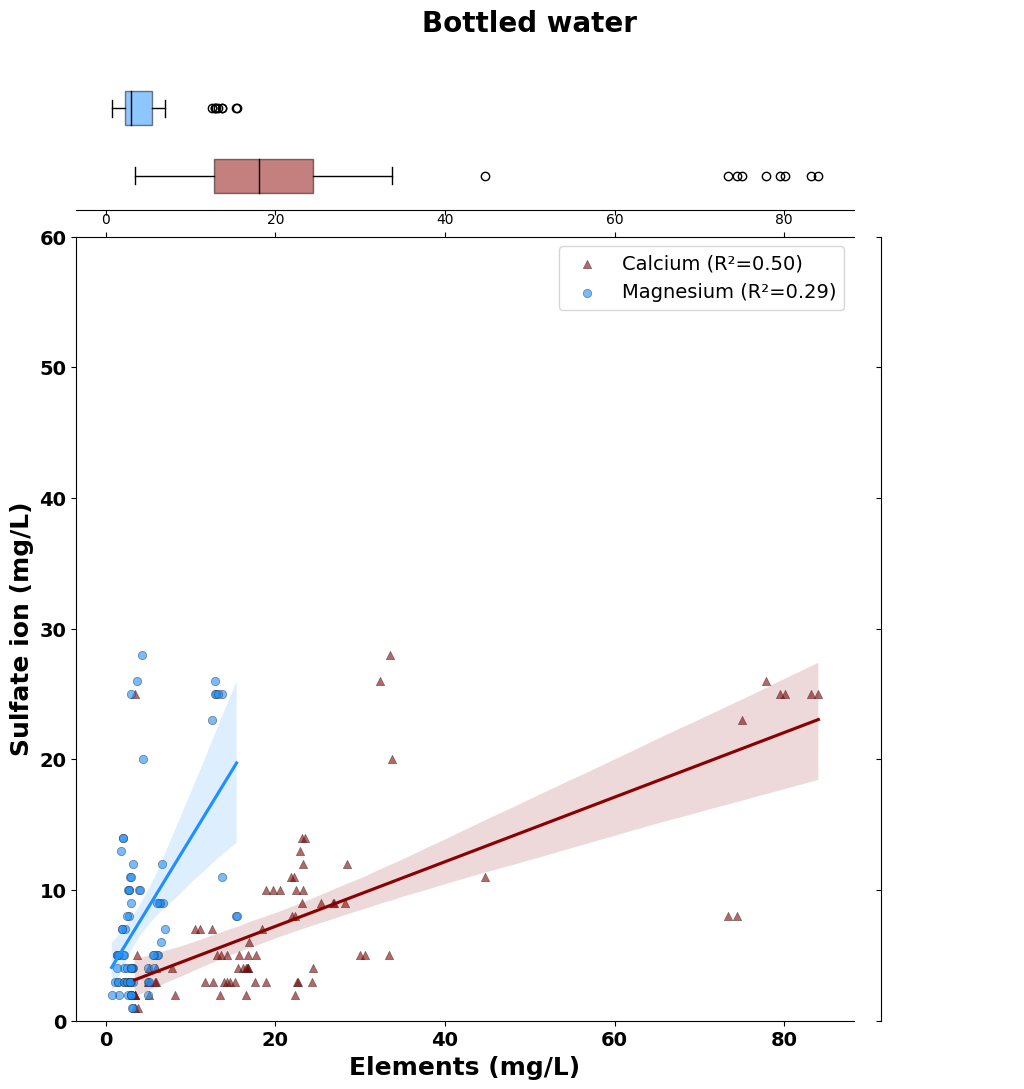 Bottled water
0 20 40 60 80
60
50
40
30
20
10
0
Sulfate ion (mg/L)
Calcium (R²=0.50)
Magnesium (R²=0.29)
0 20 40 60 80
Elements (mg/L)